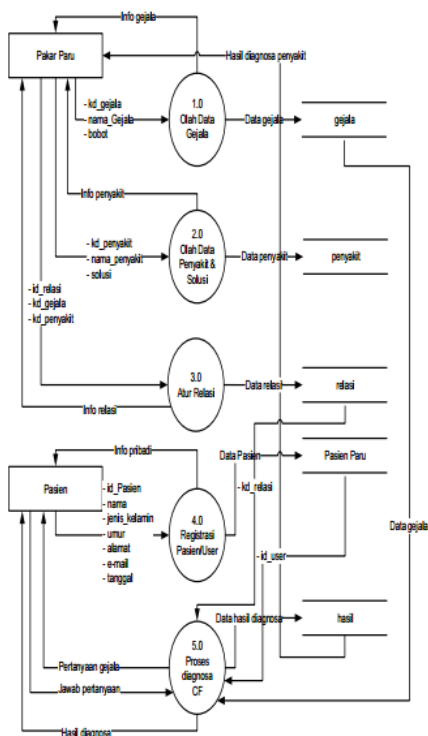 Info gejala
Pakar Paru
Hasil diagnosa penyakit
- kd_gejala
- nama_Gejala
- bobot
1.0
Olah Data
Gejala
Data gejala
gejala
Info penyakit
- kd_penyakit
- nama_penyakit
- solusi
2.0
Olah Data
Penyakit &
Solusi
Data penyakit
penyakit
- id_relasi
- kd_gejala
- kd_penyakit
3.0
Atur Relasi
Data relasi
relasi
Info relasi
Info pribadi
Data Pasien
Pasien Paru
Pasien
- id_Pasien
- nama
- jenis_kelamin
- umur
- alamat
- e-mail
- tanggal
4.0
Registrasi
Pasien/User
- kd_relasi
- id_user
Data gejala
Data hasil diagnosa
hasil
5.0
Proses
diagnosa
CF
Pertanyaan gejala
Jawab pertanyaan
Hasil diagnosa